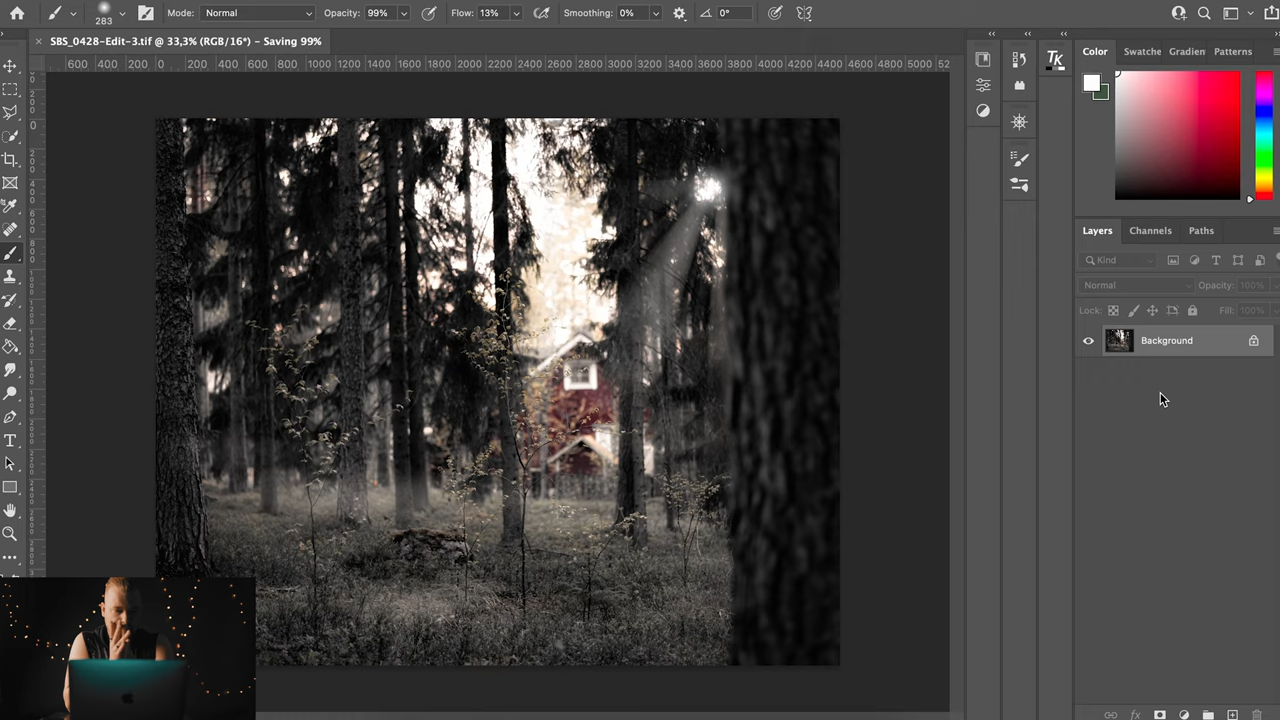 283
Mode: Normal Opacity: 99% Flow: 13% Smoothing: 0% 0°
× SBS_0428-Edit-3.tif @ 33,3% (RGB/16*) – Saving 99%
600 400 200 0 200 400 600 800 1000 1200 1400 1600 1800 2000 2200 2400 2600 2800 3000 3200 3400 3600 3800 4000 4200 4400 4600 4800 5000 52
TK
Color Swatche Gradien Patterns
Layers Channels Paths
Kind
Normal Opacity: 100%
Lock: Fill: 100%
Background
fx